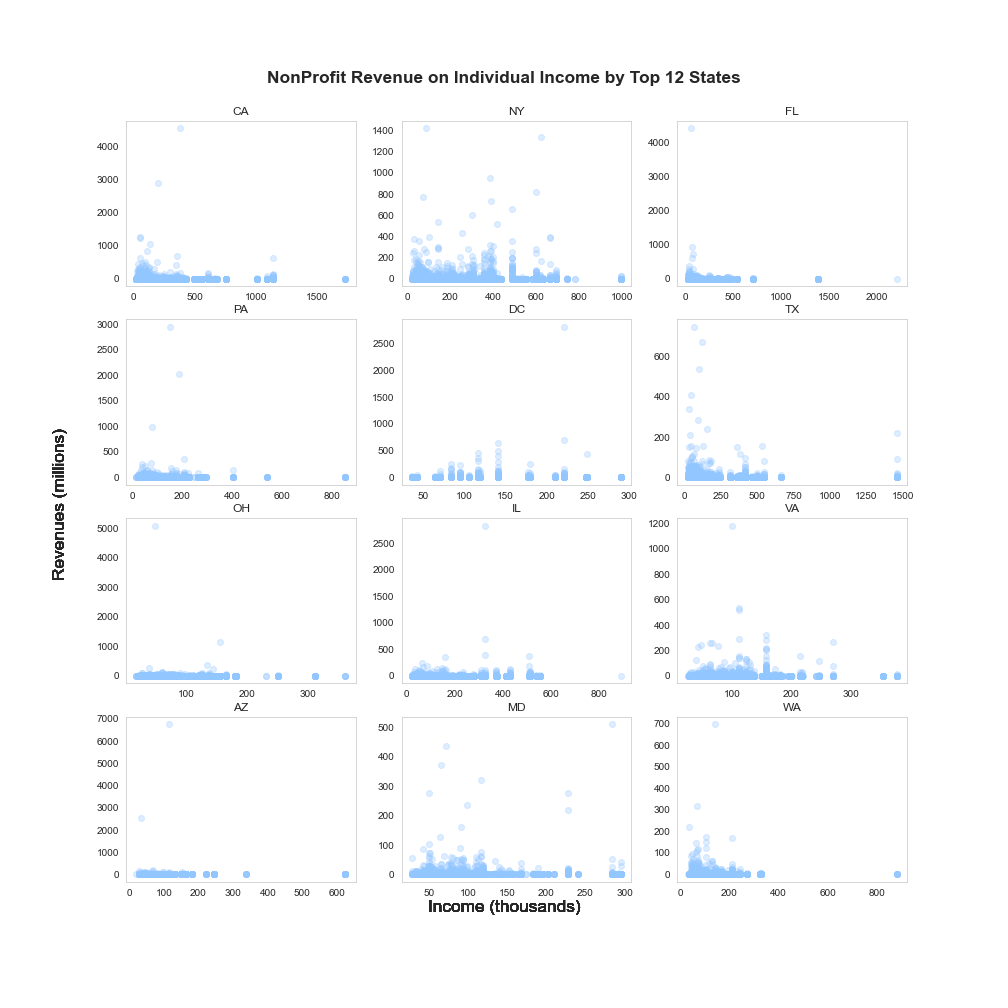 NonProfit Revenue on Individual Income by Top 12 States
CA
NY
FL
4000
3000
2000
1000
0
1400
1200
1000
800
600
400
200
0
4000
3000
2000
1000
0
0 500 1000 1500
0 200 400 600 800 1000
0 500 1000 1500 2000
PA
DC
TX
3000
2500
2000
1500
1000
500
0
2500
2000
1500
1000
500
0
600
400
200
0
0 200 400 600 800
50 100 150 200 250 300
0 250 500 750 1000 1250 1500
Revenues (millions)
OH
IL
VA
5000
4000
3000
2000
1000
0
2500
2000
1500
1000
500
0
1200
1000
800
600
400
200
0
100 200 300
0 200 400 600 800
100 200 300
AZ
MD
WA
7000
6000
5000
4000
3000
2000
1000
0
500
400
300
200
100
0
700
600
500
400
300
200
100
0
0 100 200 300 400 500 600
50 100 150 200 250 300
0 200 400 600 800
Income (thousands)